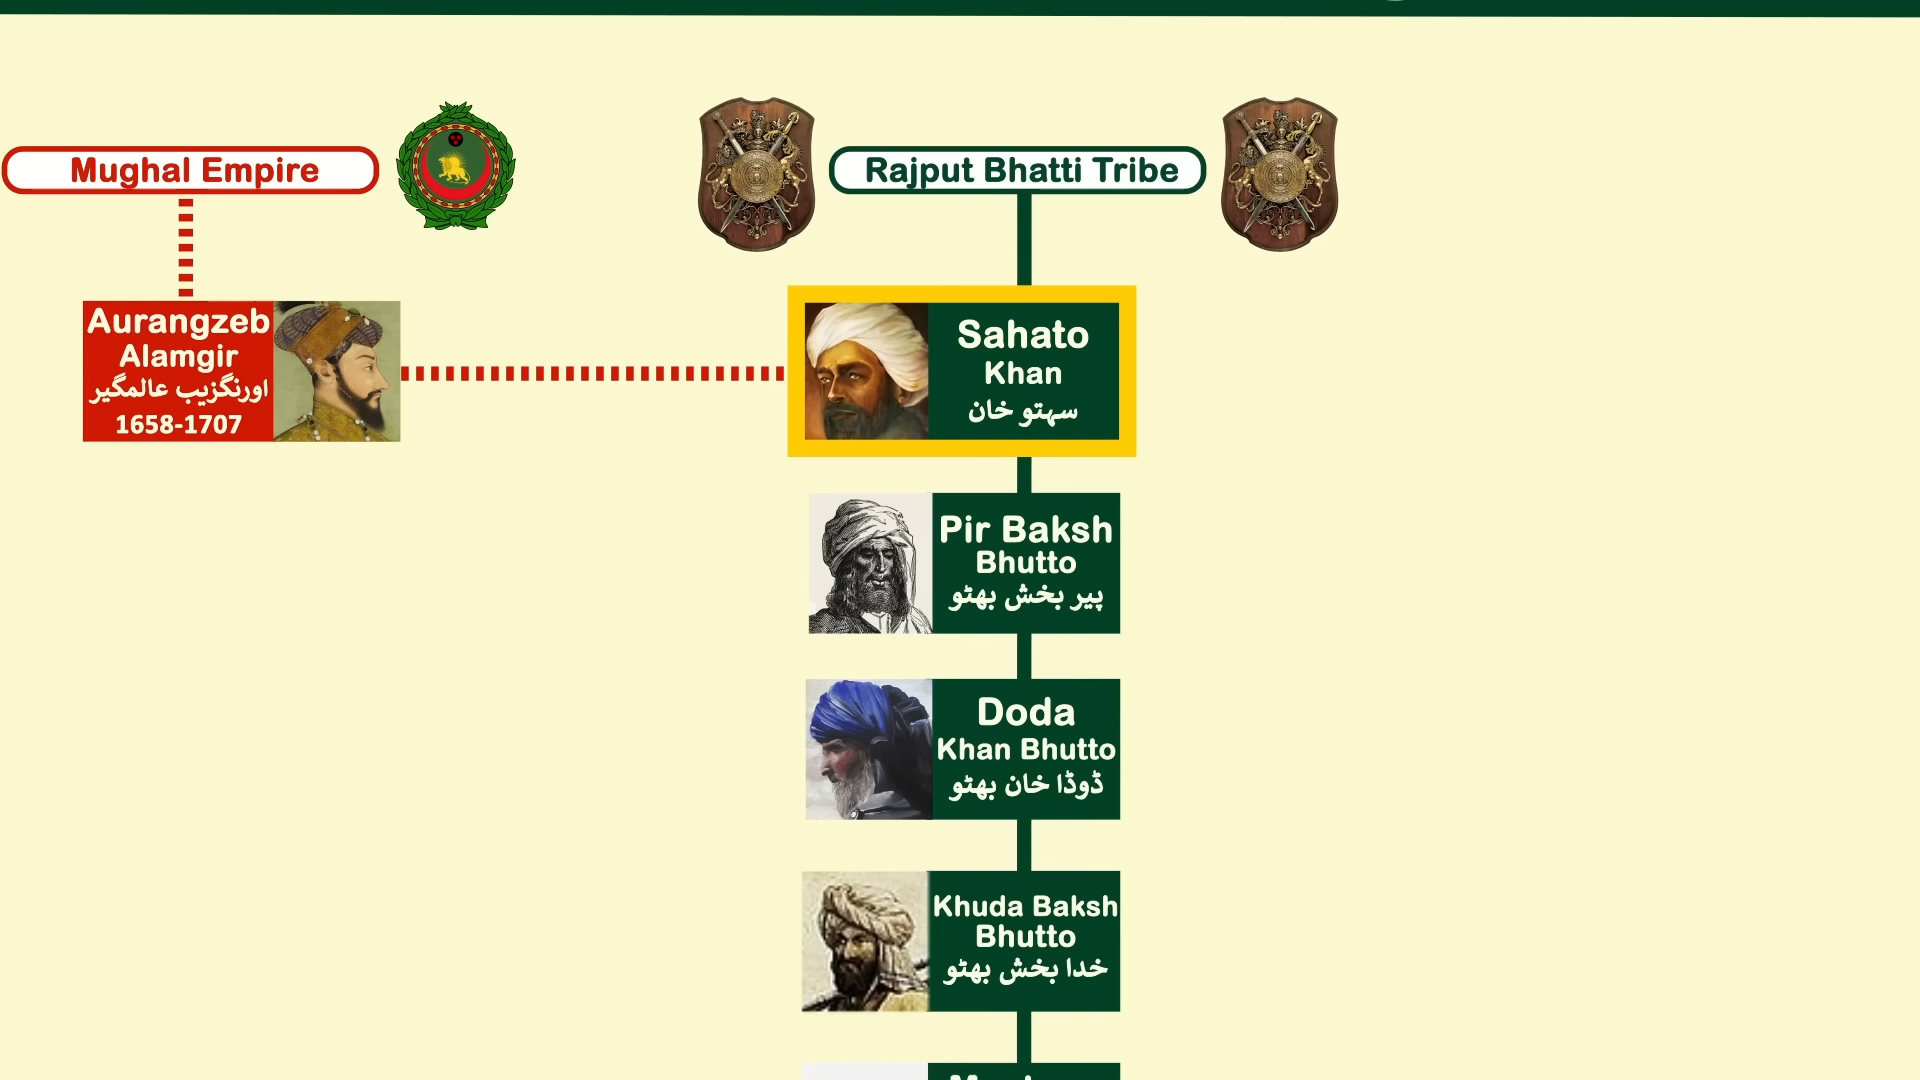 Mughal Empire
Rajput Bhatti Tribe
Aurangzeb
Alamgir
اورنگزیب عالمگیر
1658-1707
Sahato
Khan
سہتو خان
Pir Baksh
Bhutto
پیر بخش بھٹو
Doda
Khan Bhutto
ڈوڈا خان بھٹو
Khuda Baksh
Bhutto
خدا بخش بھٹو